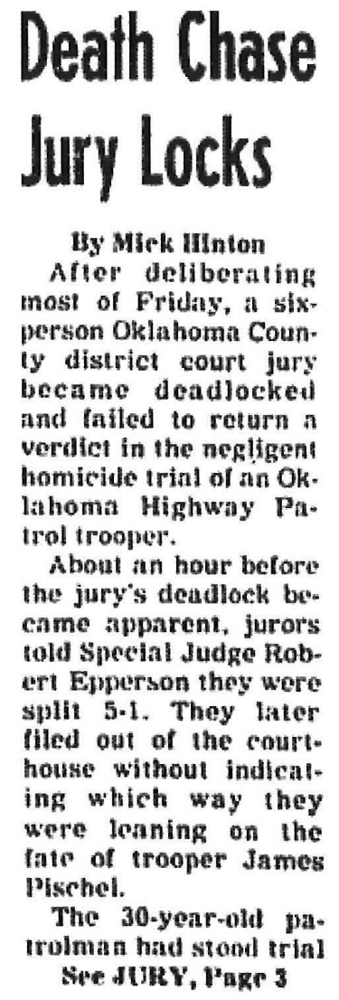 Death Chase
Jury Locks
By Mick Hinton
After deliberating
most of Friday, a six-
person Oklahoma Coun-
ty district court jury
became deadlocked
and failed to return a
verdict in the negligent
homicide trial of an Ok-
lahoma Highway Pa-
trol trooper.
About an hour before
the jury's deadlock be-
came apparent, jurors
told Special Judge Rob-
ert Epperson they were
split 5-1. They later
filed out of the court-
house without indicat-
ing which way they
were leaning on the
fate of trooper James
Pischel.
The 30-year-old pa-
trolman had stood trial
See JURY, Page 3